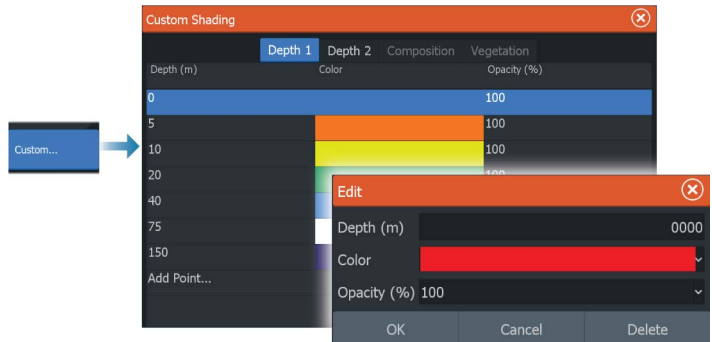 Custom Shading
Depth 1 Depth 2 Composition Vegetation
Depth (m) Color Opacity (%)
0 100
5 100
Custom...
10 100
20 100
40
75
150
Add Point...
Edit
Depth (m) 0000
Color
Opacity (%) 100
OK Cancel Delete